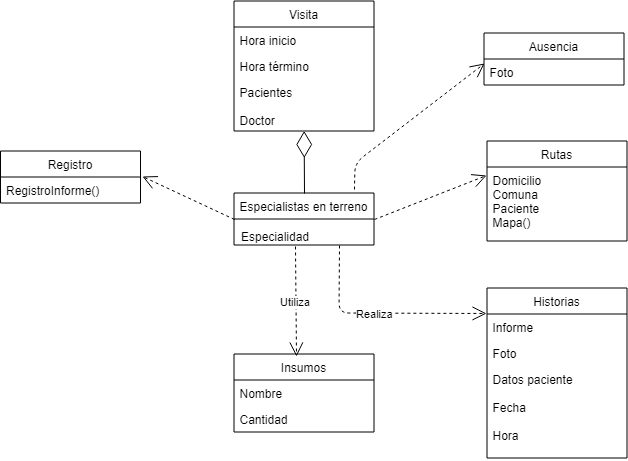 Visita
Hora inicio
Hora término
Pacientes
Doctor
Ausencia
Foto
Registro
RegistroInforme()
Especialistas en terreno
Especialidad
Rutas
Domicilio
Comuna
Paciente
Mapa()
Utiliza
Realiza
Insumos
Nombre
Cantidad
Historias
Informe
Foto
Datos paciente
Fecha
Hora